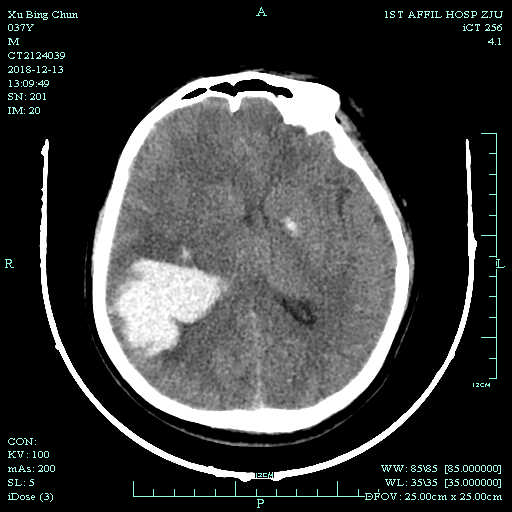 Xu Bing Chun
037Y
M
CT2124039
2018-12-13
13:09:49
SN: 201
IM: 20
A
1ST AFFIL HOSP ZJU
iCT 256
4.1
R
L
12CM
CON:
KV: 100
mAs: 200
SL: 5
iDose (3)
12CM
P
WW: 85\85 [85.000000]
WL: 35\35 [35.000000]
DFOV: 25.00cm x 25.00cm